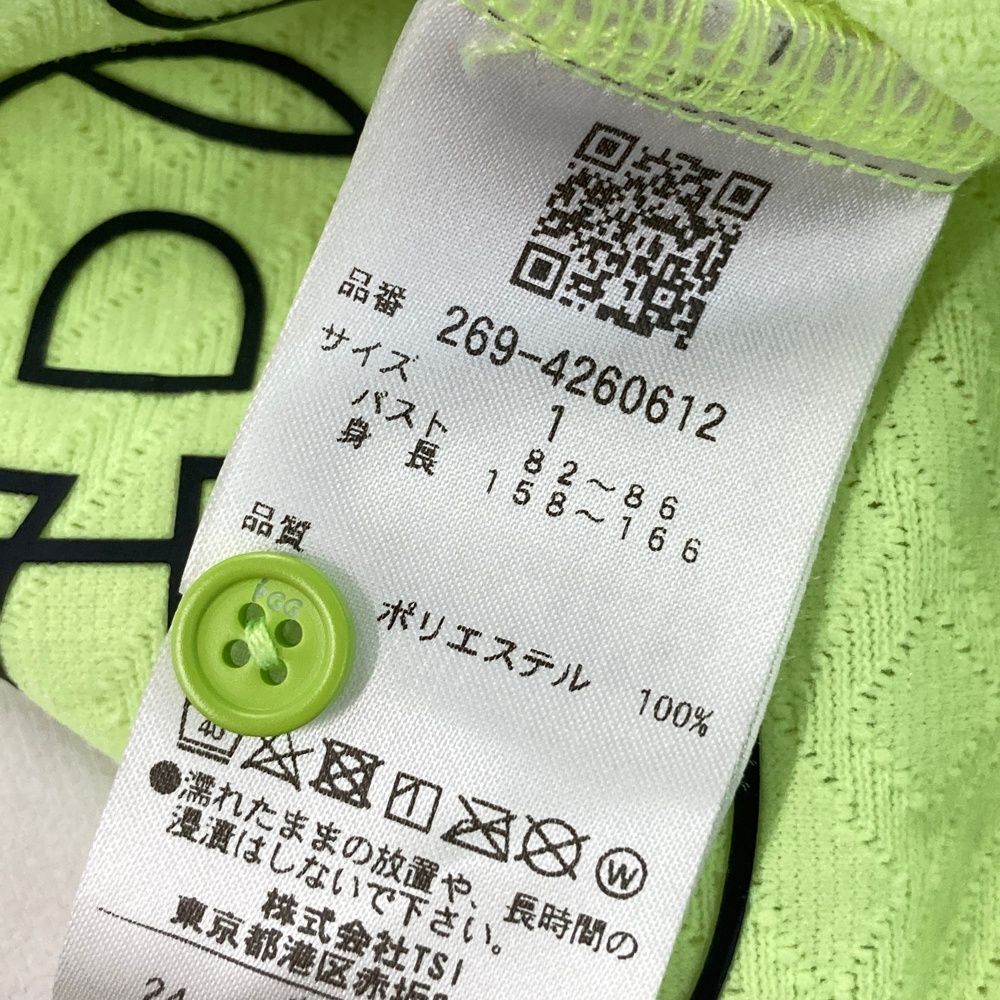 品番 269-4260612
サイズ 1
バスト 82～86
身長 158～166
品質
ポリエステル 100%
40
W
●濡れたままの放置や、長時間の
浸漬はしないで下さい。
株式会社TSI
東京都港区赤坂
24